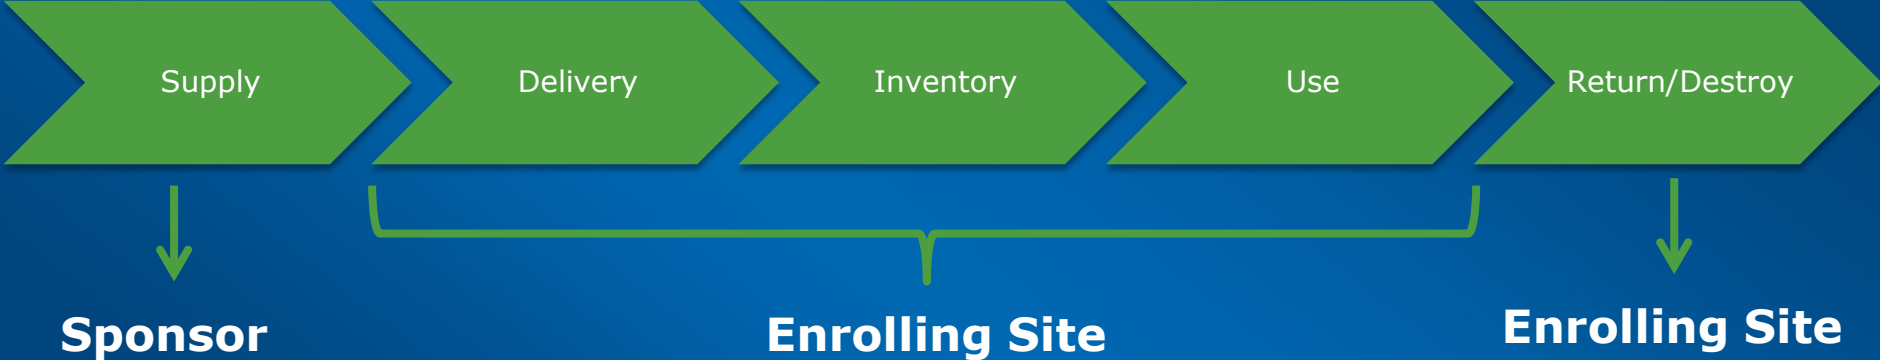 Supply
Delivery
Inventory
Use
Return/Destroy
Sponsor
Enrolling Site
Enrolling Site